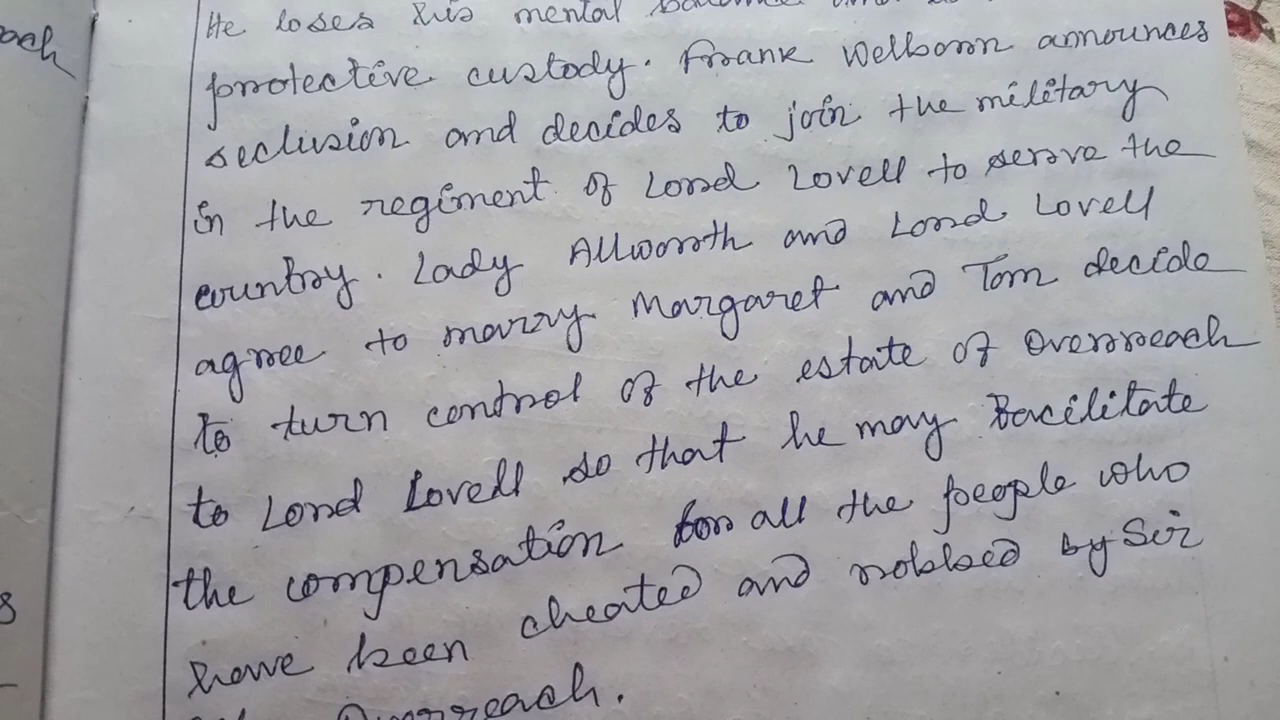 oach
He loses his mental
protective custody. Frank Welborn announces
seclusion and decides to join the military
in the regiment of Lord Lovell to serve the
country. Lady Allworth and Lord Lovell
agree to marry. Margaret and Tom decide
to turn control of the estate of Overreach
to Lord Lovell so that he may facilitate
the compensation for all the people who
have been cheated and robbed by Sir
Overreach.